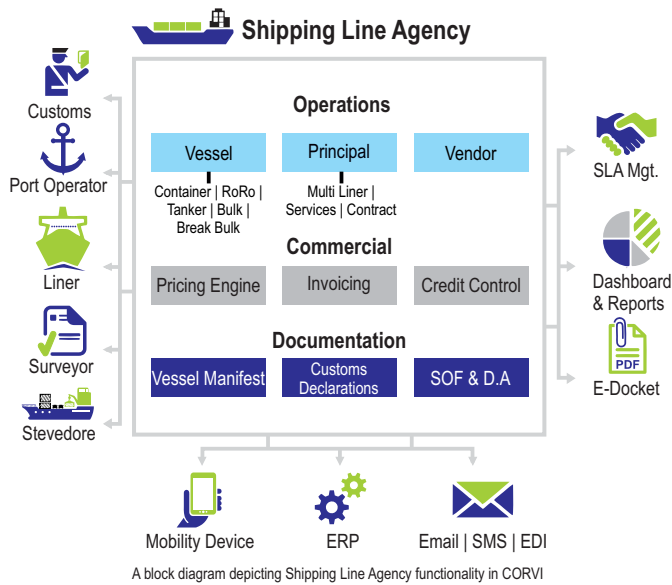 Shipping Line Agency
Customs
Port Operator
Liner
Surveyor
Stevedore
Operations
Vessel
Principal
Vendor
Container | RoRo |
Tanker | Bulk |
Break Bulk
Multi Liner |
Services | Contract
Commercial
Pricing Engine
Invoicing
Credit Control
Documentation
Vessel Manifest
Customs
Declarations
SOF & D.A
SLA Mgt.
Dashboard
& Reports
PDF
E-Docket
Mobility Device
ERP
Email | SMS | EDI
A block diagram depicting Shipping Line Agency functionality in CORVI